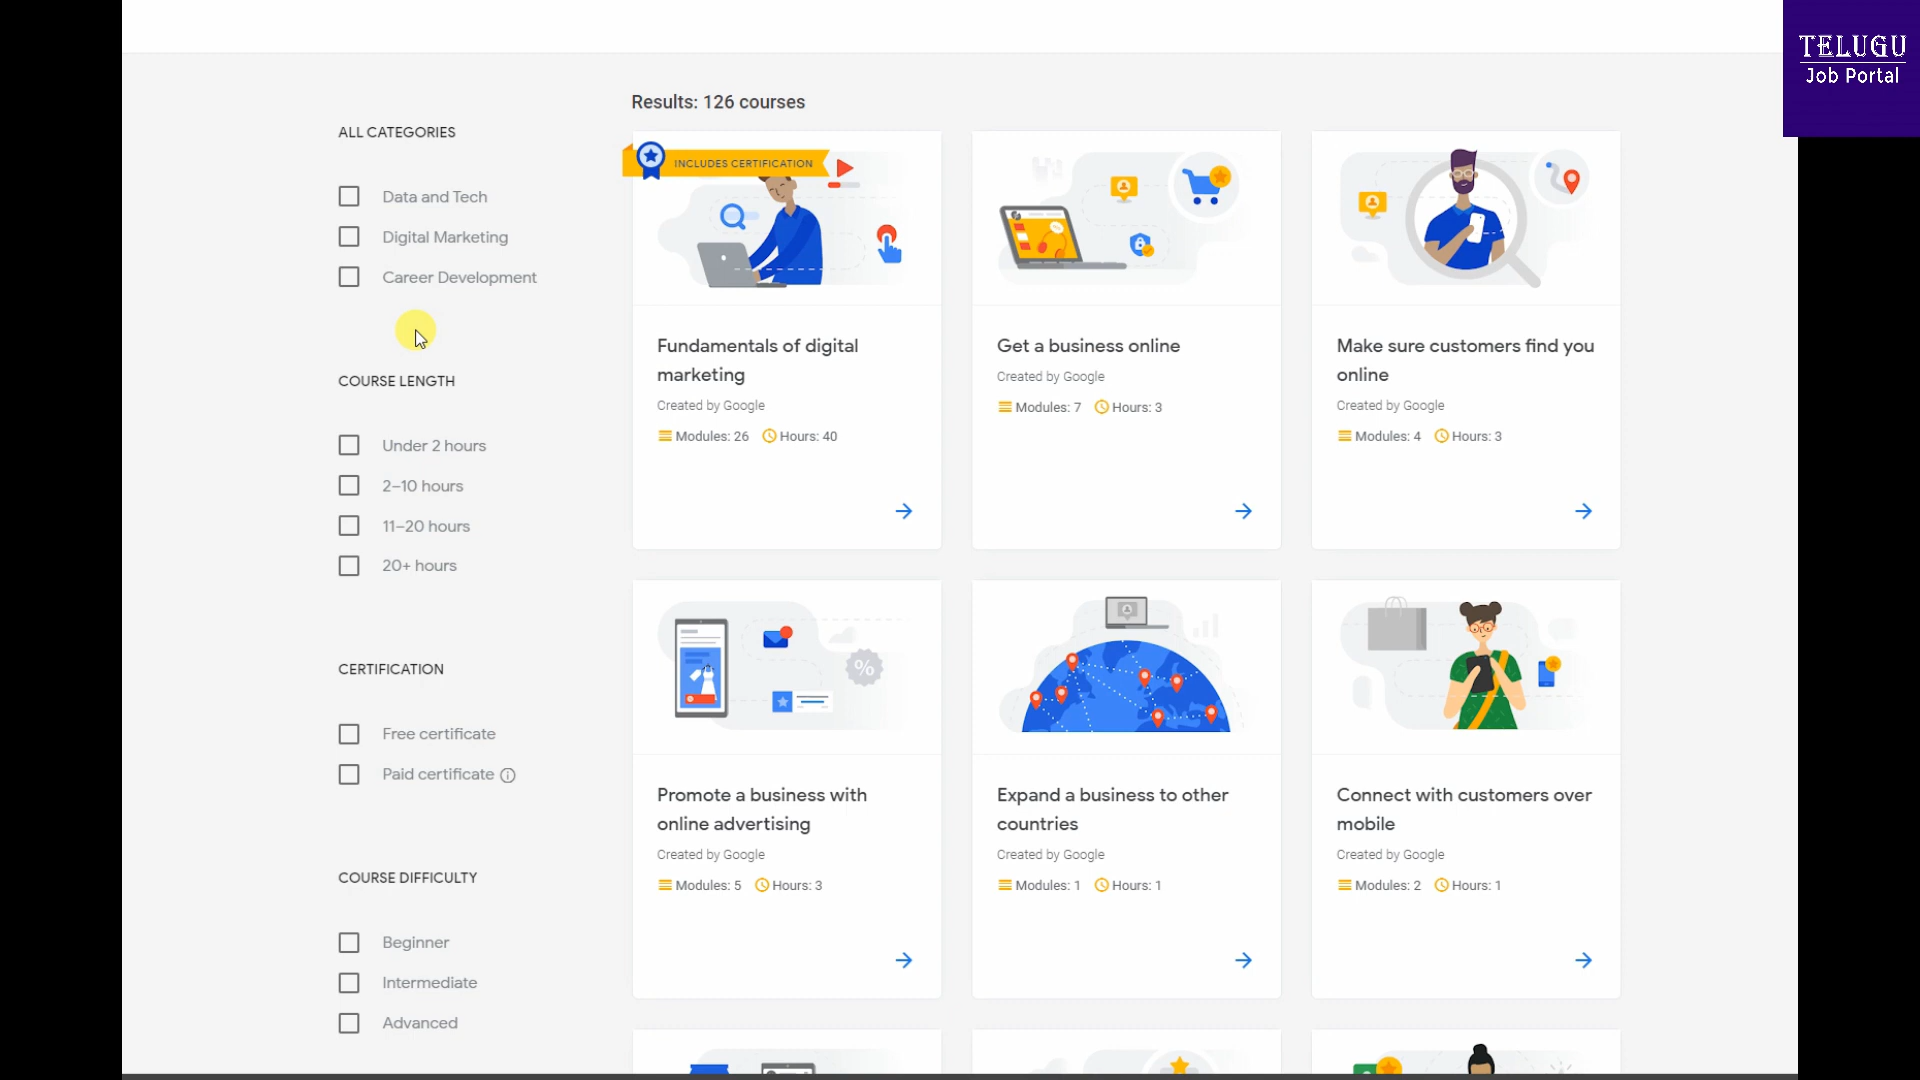 TELUGU
Job Portal
Results: 126 courses
ALL CATEGORIES
Data and Tech
Digital Marketing
Career Development
COURSE LENGTH
Under 2 hours
2–10 hours
11–20 hours
20+ hours
CERTIFICATION
Free certificate
Paid certificate
COURSE DIFFICULTY
Beginner
Intermediate
Advanced
INCLUDES CERTIFICATION
Fundamentals of digital
marketing
Created by Google
Modules: 26 Hours: 40
Get a business online
Created by Google
Modules: 7 Hours: 3
Make sure customers find you
online
Created by Google
Modules: 4 Hours: 3
%
Promote a business with
online advertising
Created by Google
Modules: 5 Hours: 3
Expand a business to other
countries
Created by Google
Modules: 1 Hours: 1
Connect with customers over
mobile
Created by Google
Modules: 2 Hours: 1